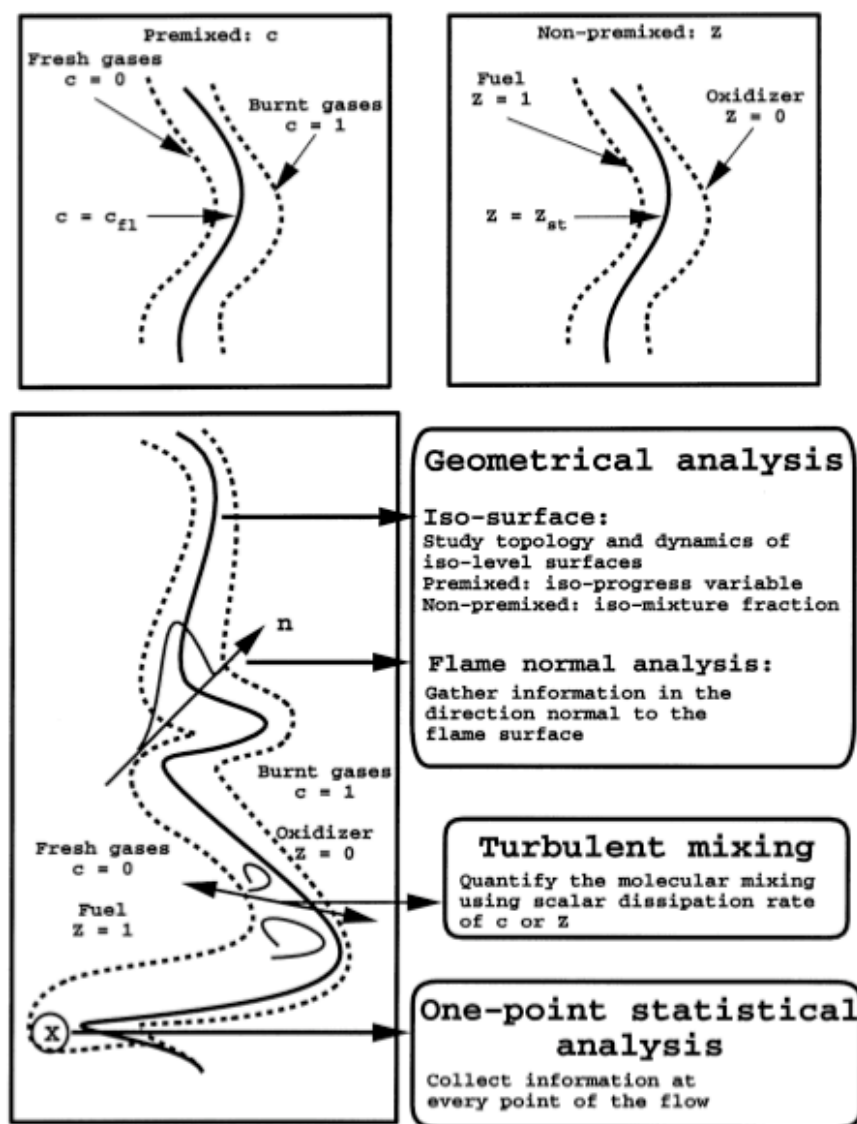 Premixed: c
Fresh gases
c = 0
Burnt gases
c = 1
c = c_fl
Non-premixed: Z
Fuel
Z = 1
Oxidizer
Z = 0
Z = Z_st
n
Burnt gases
c = 1
Oxidizer
Z = 0
Fresh gases
c = 0
Fuel
Z = 1
X
Geometrical analysis
Iso-surface:
Study topology and dynamics of
iso-level surfaces
Premixed: iso-progress variable
Non-premixed: iso-mixture fraction
Flame normal analysis:
Gather information in the
direction normal to the
flame surface
Turbulent mixing
Quantify the molecular mixing
using scalar dissipation rate
of c or Z
One-point statistical
analysis
Collect information at
every point of the flow